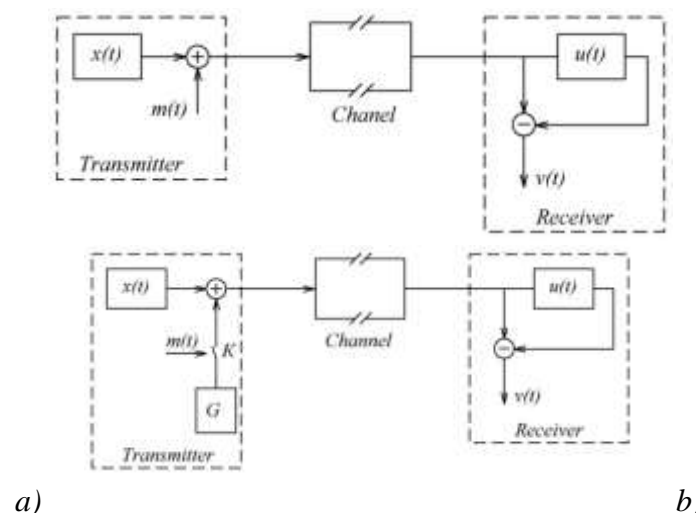 x(t)
u(t)
m(t)
Chanel
Transmitter
v(t)
Receiver
x(t)
u(t)
m(t)
K
Channel
G
v(t)
Transmitter
Receiver
a) b)